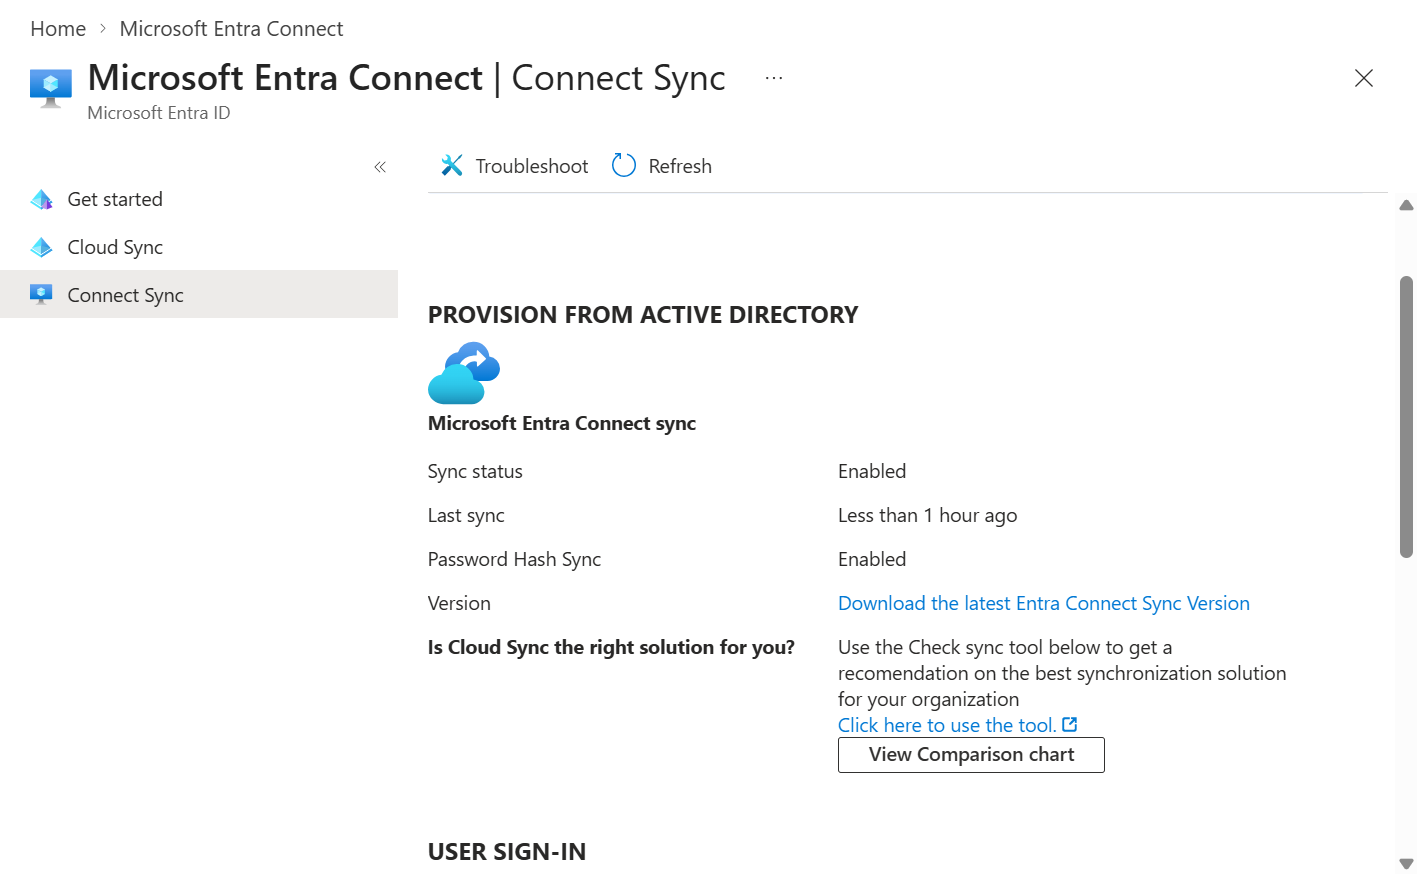 Home > Microsoft Entra Connect
Microsoft Entra Connect | Connect Sync ...
Microsoft Entra ID
«
Troubleshoot Refresh
Get started
Cloud Sync
Connect Sync
PROVISION FROM ACTIVE DIRECTORY
Microsoft Entra Connect sync
Sync status Enabled
Last sync Less than 1 hour ago
Password Hash Sync Enabled
Version Download the latest Entra Connect Sync Version
Is Cloud Sync the right solution for you? Use the Check sync tool below to get a
recomendation on the best synchronization solution
for your organization
Click here to use the tool.
View Comparison chart
USER SIGN-IN